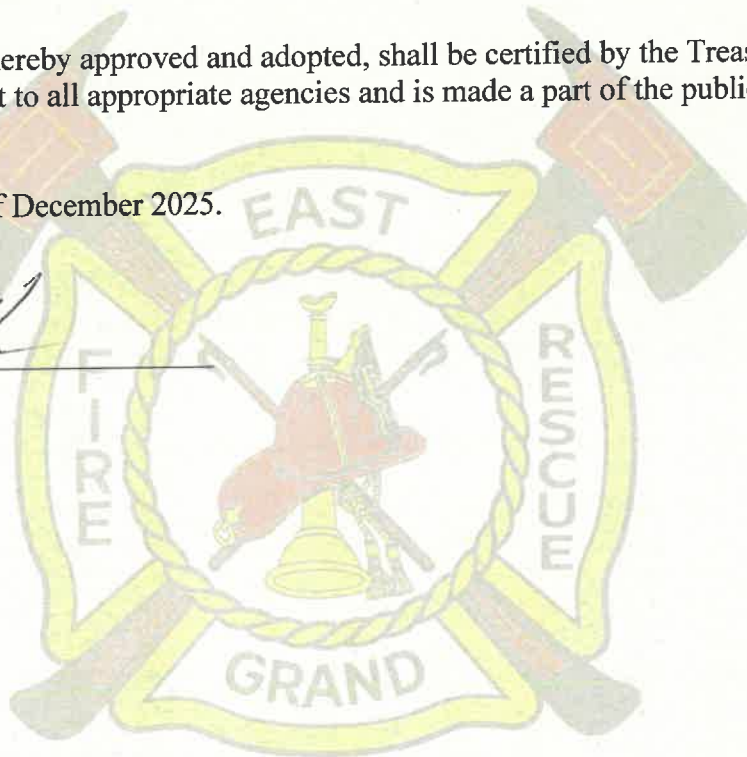 hereby approved and adopted, shall be certified by the Treas
t to all appropriate agencies and is made a part of the public
f December 2025.
EAST
FIRE
RESCUE
GRAND